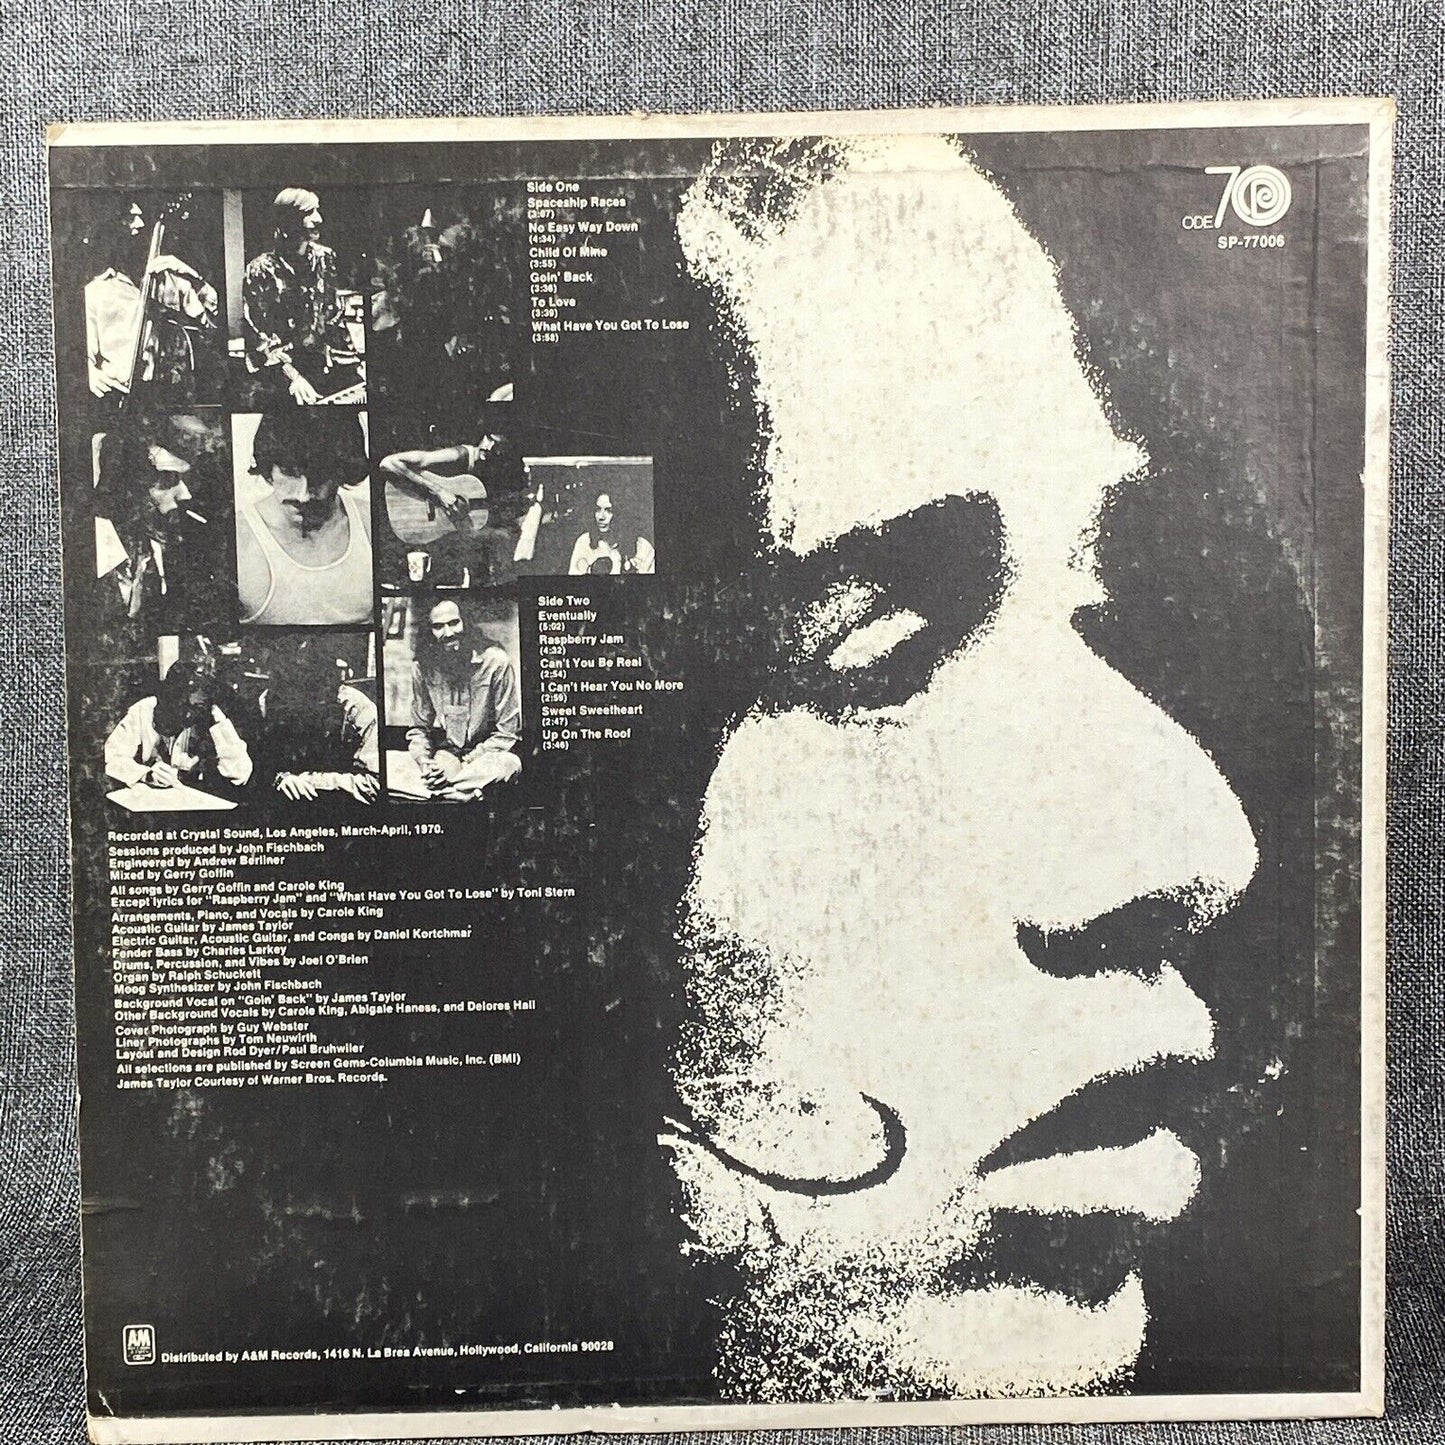 Side One
Spaceship Races
(3:07)
No Easy Way Down
(4:34)
Child Of Mine
(3:55)
Goin' Back
(3:36)
To Love
(3:39)
What Have You Got To Lose
(3:58)
ODE 70
SP-77006
Side Two
Eventually
(5:02)
Raspberry Jam
(4:32)
Can't You Be Real
(2:54)
I Can't Hear You No More
(2:59)
Sweet Sweetheart
(2:47)
Up On The Roof
(3:46)
Recorded at Crystal Sound, Los Angeles, March-April, 1970.
Sessions produced by John Fischbach
Engineered by Andrew Berliner
Mixed by Gerry Goffin
All songs by Gerry Goffin and Carole King
Except lyrics for "Raspberry Jam" and "What Have You Got To Lose" by Toni Stern
Arrangements, Piano, and Vocals by Carole King
Acoustic Guitar by James Taylor
Electric Guitar, Acoustic Guitar, and Conga by Daniel Kortchmar
Fender Bass by Charles Larkey
Drums, Percussion, and Vibes by Joel O'Brien
Organ by Ralph Schuckett
Moog Synthesizer by John Fischbach
Background Vocal on "Goin' Back" by James Taylor
Other Background Vocals by Carole King, Abigale Haness, and Delores Hall
Cover Photograph by Guy Webster
Liner Photographs by Tom Neuwirth
Layout and Design Rod Dyer/Paul Bruhwiler
All selections are published by Screen Gems-Columbia Music, Inc. (BMI)
James Taylor Courtesy of Warner Bros. Records.
A&M
Distributed by A&M Records, 1416 N. La Brea Avenue, Hollywood, California 90028